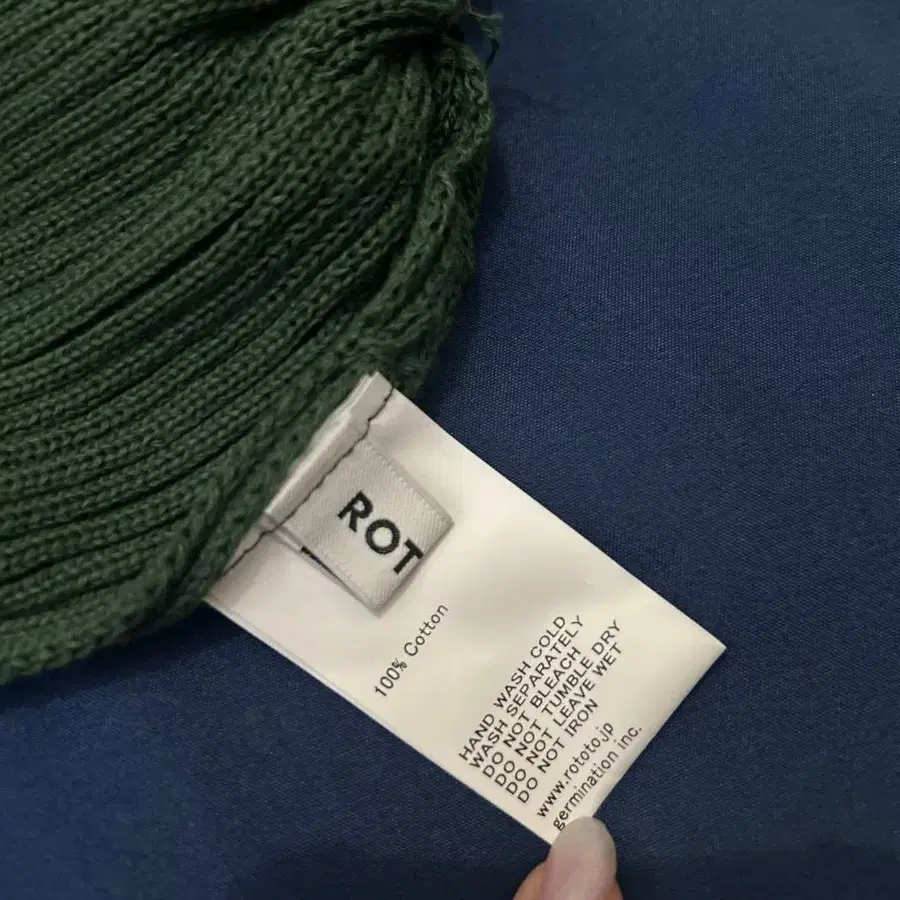 ROT
100% Cotton
HAND WASH COLD
WASH SEPARATELY
DO NOT BLEACH
DO NOT TUMBLE DRY
DO NOT LEAVE WET
DO NOT IRON
www.rototo.jp
germination inc.